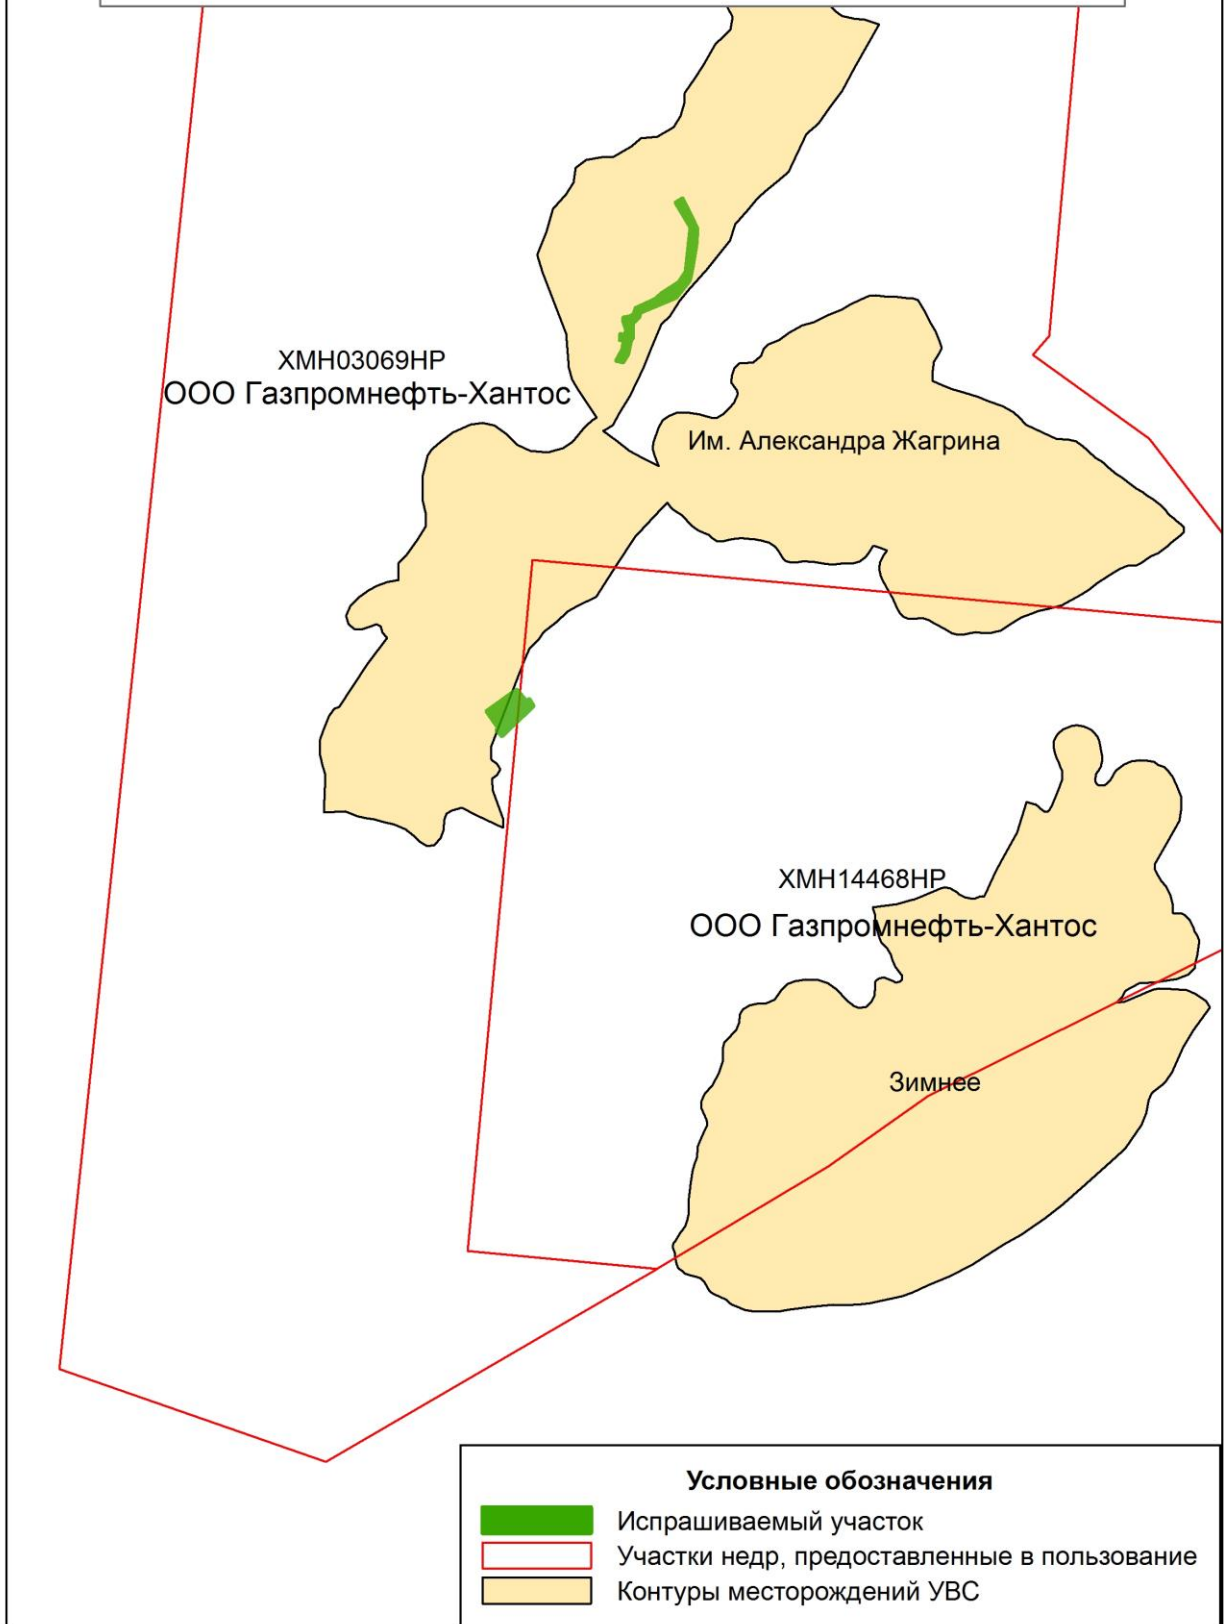 ХМН03069НР
ООО Газпромнефть-Хантос
Им. Александра Жагрина
ХМН14468НР
ООО Газпромнефть-Хантос
Зимнее
Условные обозначения
Испрашиваемый участок
Участки недр, предоставленные в пользование
Контуры месторождений УВС